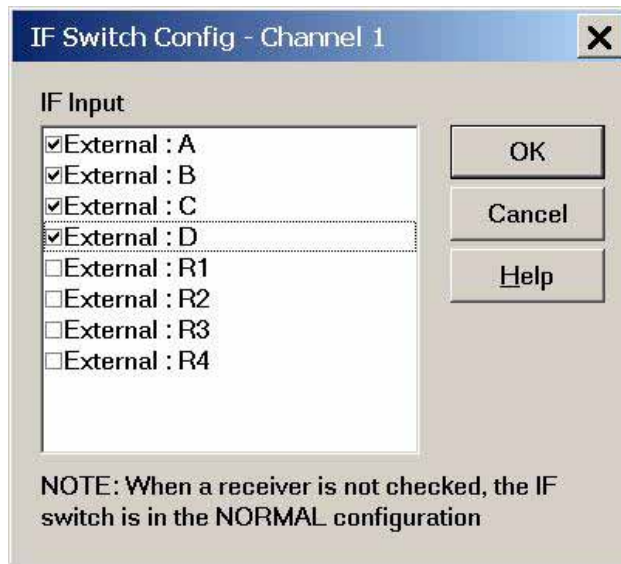 IF Switch Config - Channel 1
IF Input
External : A
External : B
External : C
External : D
External : R1
External : R2
External : R3
External : R4
OK
Cancel
Help
NOTE: When a receiver is not checked, the IF
switch is in the NORMAL configuration